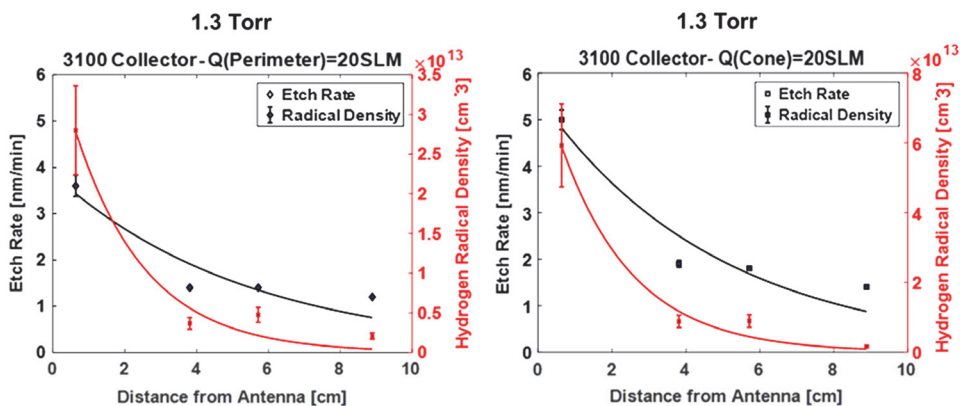 1.3 Torr
3100 Collector- Q(Perimeter)=20SLM
×10^13
6
5
4
3
2
1
0
Etch Rate [nm/min]
Etch Rate
Radical Density
3.5
3
2.5
2
1.5
1
0.5
0
Hydrogen Radical Density [cm^-3]
0 2 4 6 8 10
Distance from Antenna [cm]
1.3 Torr
3100 Collector- Q(Cone)=20SLM
×10^13
6
5
4
3
2
1
0
Etch Rate [nm/min]
Etch Rate
Radical Density
8
6
4
2
0
Hydrogen Radical Density [cm^-3]
0 2 4 6 8 10
Distance from Antenna [cm]